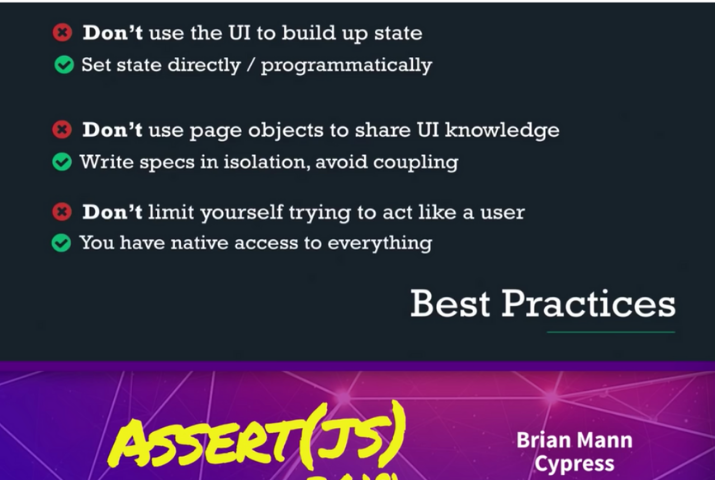 Don't use the UI to build up state
Set state directly / programmatically
Don't use page objects to share UI knowledge
Write specs in isolation, avoid coupling
Don't limit yourself trying to act like a user
You have native access to everything
Best Practices
ASSERT(JS)
Brian Mann
Cypress